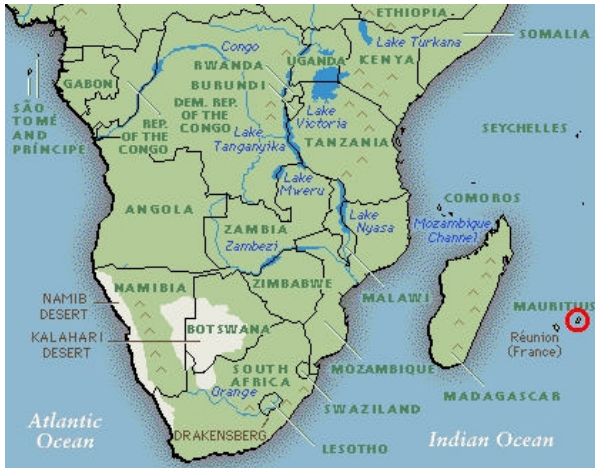 ETHIOPIA
SOMALIA
Congo
Lake Turkana
UGANDA
KENYA
RWANDA
GABON
BURUNDI
DEM. REP.
OF THE
CONGO
SÃO
TOMÉ
AND
PRÍNCIPE
REP.
OF THE
CONGO
Lake
Victoria
SEYCHELLES
Lake
Tanganyika
TANZANIA
Lake
Mweru
COMOROS
ANGOLA
Lake
Nyasa
Mozambique
Channel
ZAMBIA
Zambezi
NAMIBIA
ZIMBABWE
MALAWI
MAURITIUS
NAMIB
DESERT
BOTSWANA
Réunion
(France)
KALAHARI
DESERT
SOUTH
AFRICA
MOZAMBIQUE
MADAGASCAR
Orange
SWAZILAND
Atlantic
Ocean
DRAKENSBERG
LESOTHO
Indian Ocean